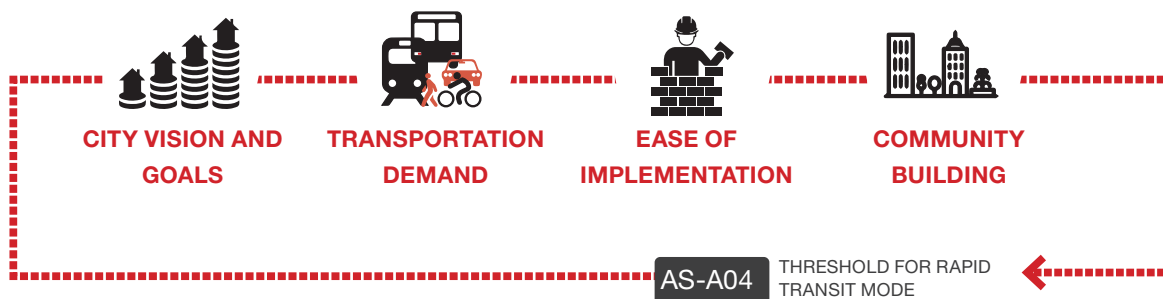 CITY VISION AND
GOALS
TRANSPORTATION
DEMAND
EASE OF
IMPLEMENTATION
COMMUNITY
BUILDING
AS-A04
THRESHOLD FOR RAPID
TRANSIT MODE